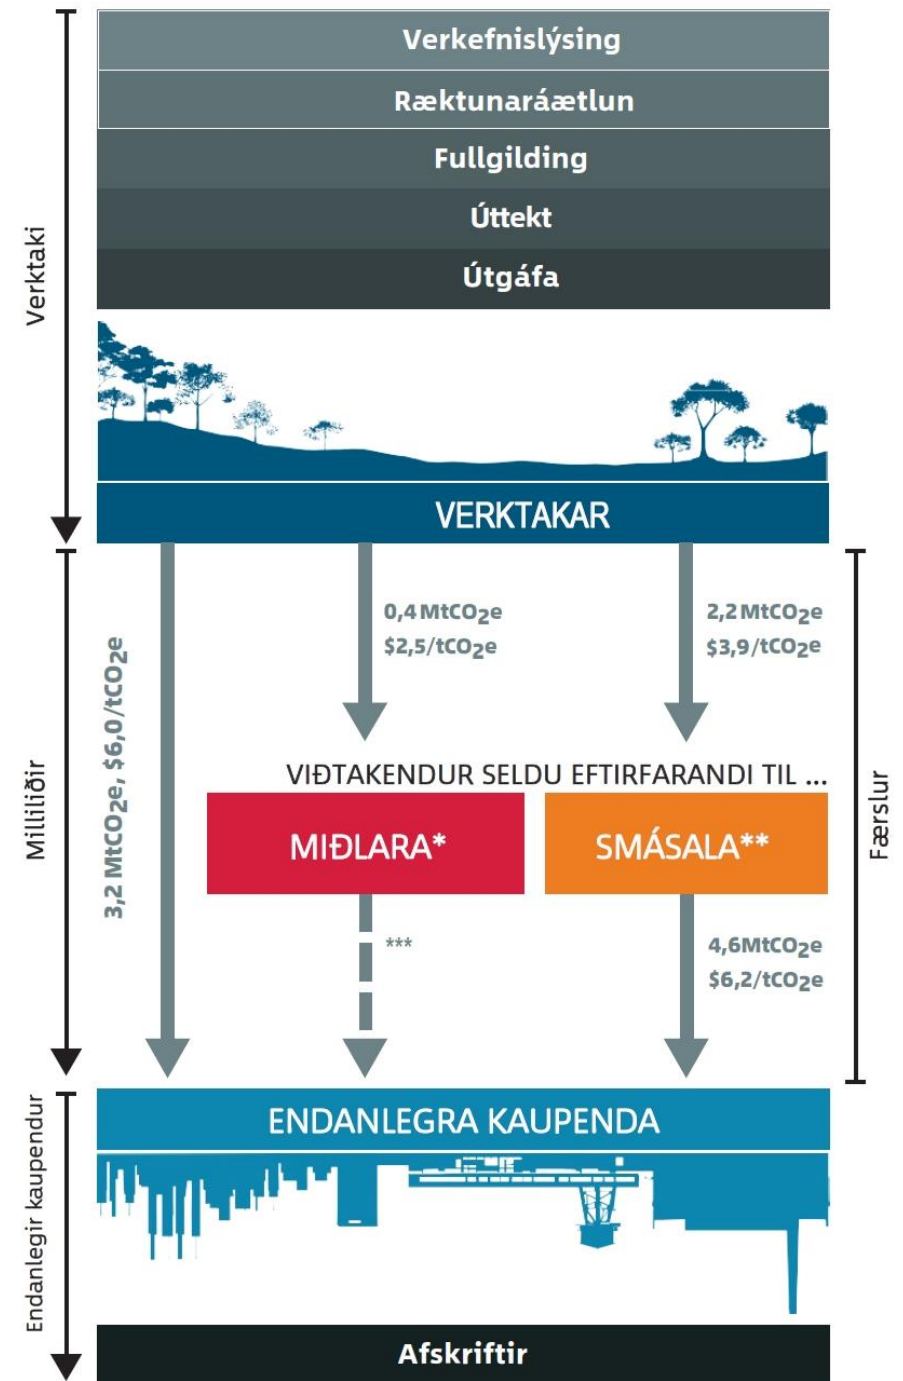 Verkefnislýsing
Ræktunaráætlun
Fullgilding
Úttekt
Útgáfa
Verktaki
VERKTAKAR
3,2 MtCO2e, $6,0/tCO2e
0,4 MtCO2e
$2,5/tCO2e
2,2 MtCO2e
$3,9/tCO2e
Milliliðir
Færslur
VIÐTAKENDUR SELDU EFTIRFARANDI TIL ...
MIÐLARA*
SMÁSALA**
***
4,6MtCO2e
$6,2/tCO2e
Endanlegir kaupendur
ENDANLEGRA KAUPENDA
Afskriftir